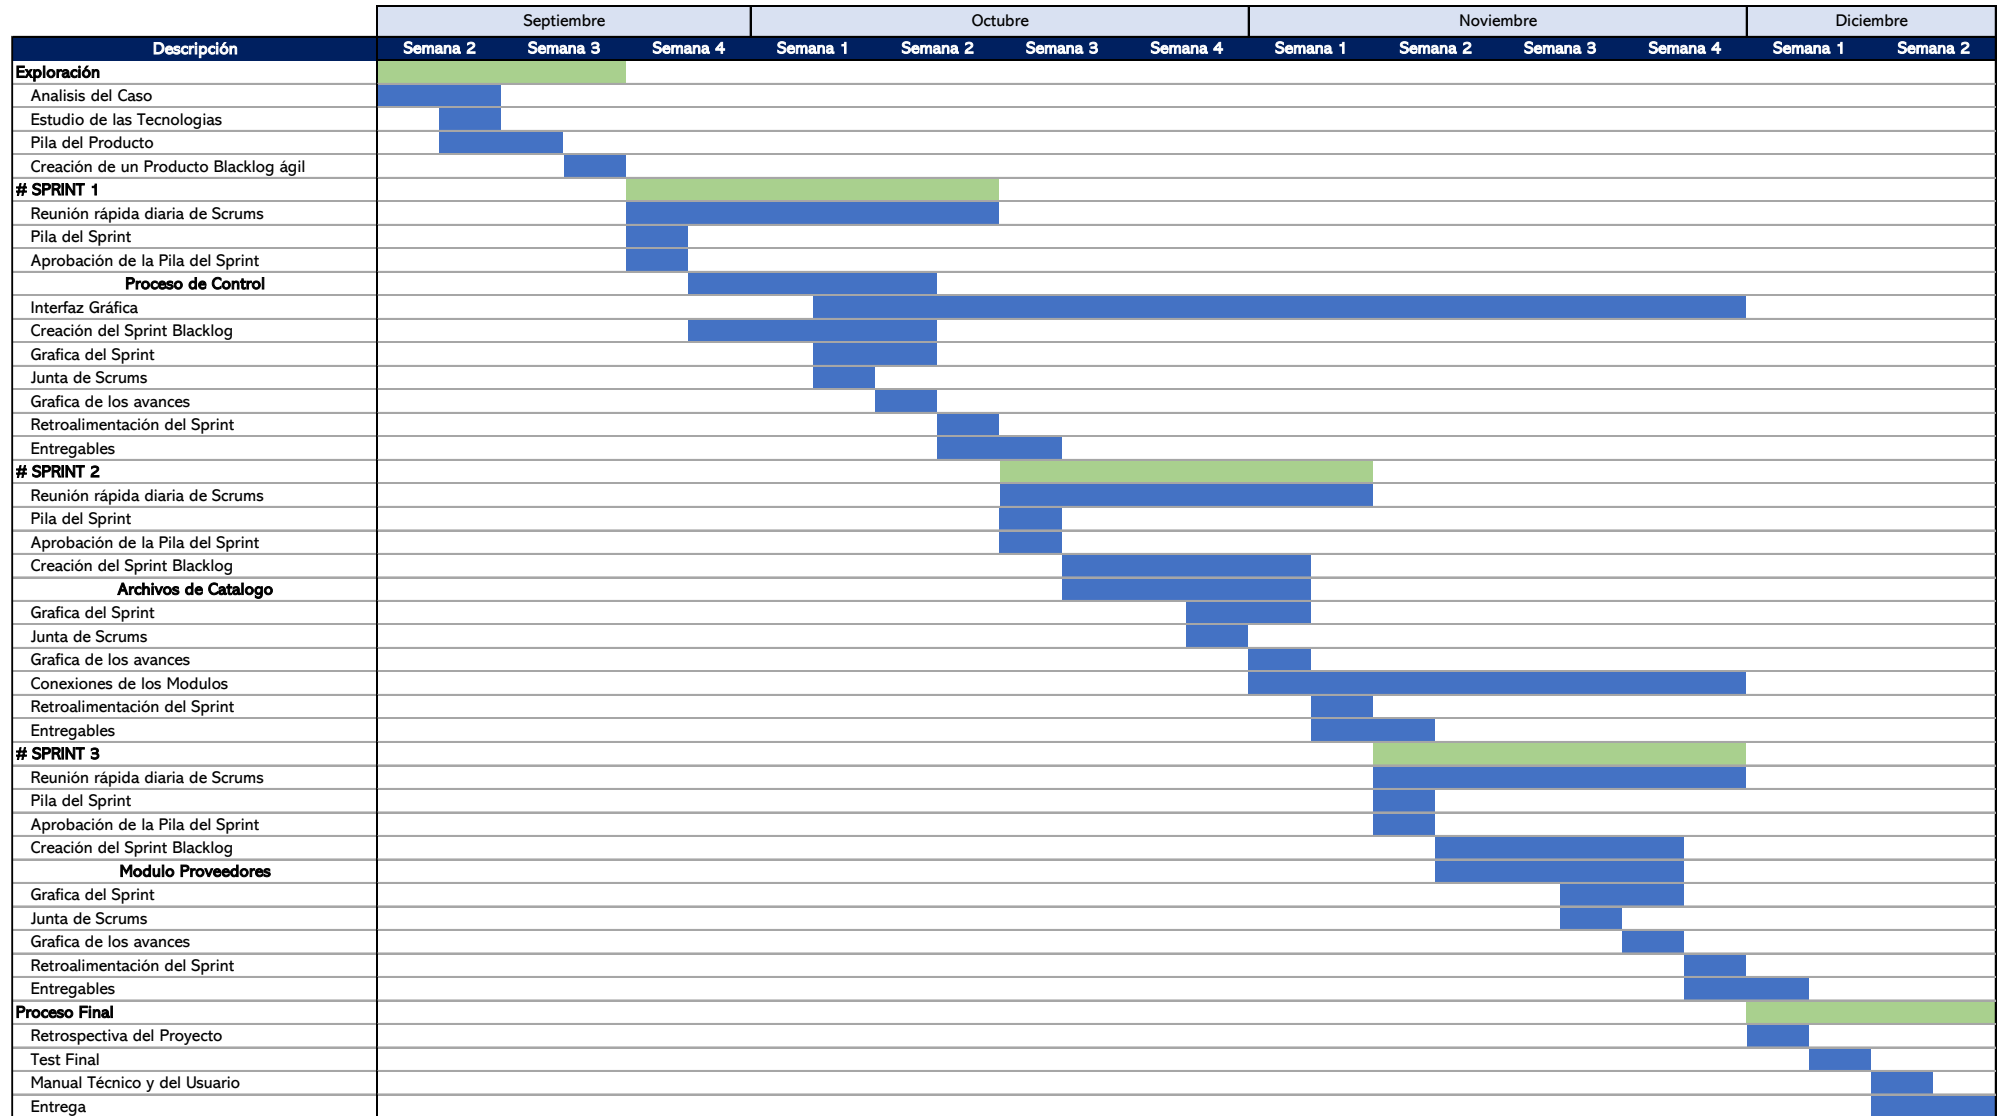 Septiembre Octubre Noviembre Diciembre
Descripción Semana 2 Semana 3 Semana 4 Semana 1 Semana 2 Semana 3 Semana 4 Semana 1 Semana 2 Semana 3 Semana 4 Semana 1 Semana 2
Exploración
Analisis del Caso
Estudio de las Tecnologias
Pila del Producto
Creación de un Producto Blacklog ágil
# SPRINT 1
Reunión rápida diaria de Scrums
Pila del Sprint
Aprobación de la Pila del Sprint
Proceso de Control
Interfaz Gráfica
Creación del Sprint Blacklog
Grafica del Sprint
Junta de Scrums
Grafica de los avances
Retroalimentación del Sprint
Entregables
# SPRINT 2
Reunión rápida diaria de Scrums
Pila del Sprint
Aprobación de la Pila del Sprint
Creación del Sprint Blacklog
Archivos de Catalogo
Grafica del Sprint
Junta de Scrums
Grafica de los avances
Conexiones de los Modulos
Retroalimentación del Sprint
Entregables
# SPRINT 3
Reunión rápida diaria de Scrums
Pila del Sprint
Aprobación de la Pila del Sprint
Creación del Sprint Blacklog
Modulo Proveedores
Grafica del Sprint
Junta de Scrums
Grafica de los avances
Retroalimentación del Sprint
Entregables
Proceso Final
Retrospectiva del Proyecto
Test Final
Manual Técnico y del Usuario
Entrega